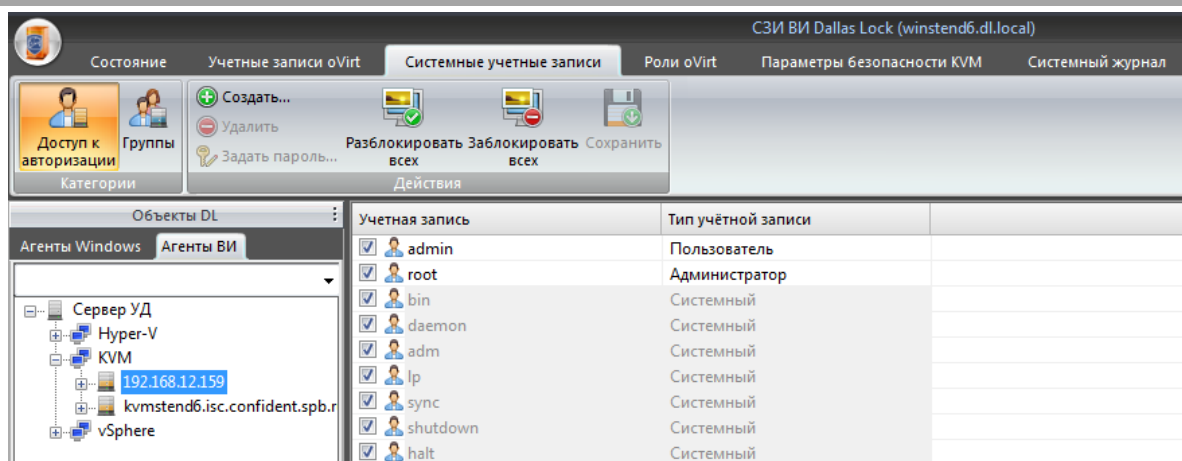 СЗИ ВИ Dallas Lock (winstend6.dl.local)
Состояние Учетные записи oVirt Системные учетные записи Роли oVirt Параметры безопасности KVM Системный журнал
Доступ к авторизации Группы
Категории
Создать...
Удалить
Задать пароль...
Разблокировать всех Заблокировать всех Сохранить
Действия
Объекты DL
Агенты Windows Агенты ВИ
Сервер УД
Hyper-V
KVM
192.168.12.159
kvmstend6.isc.confident.spb.r
vSphere
Учетная запись Тип учётной записи
admin Пользователь
root Администратор
bin Системный
daemon Системный
adm Системный
lp Системный
sync Системный
shutdown Системный
halt Системный